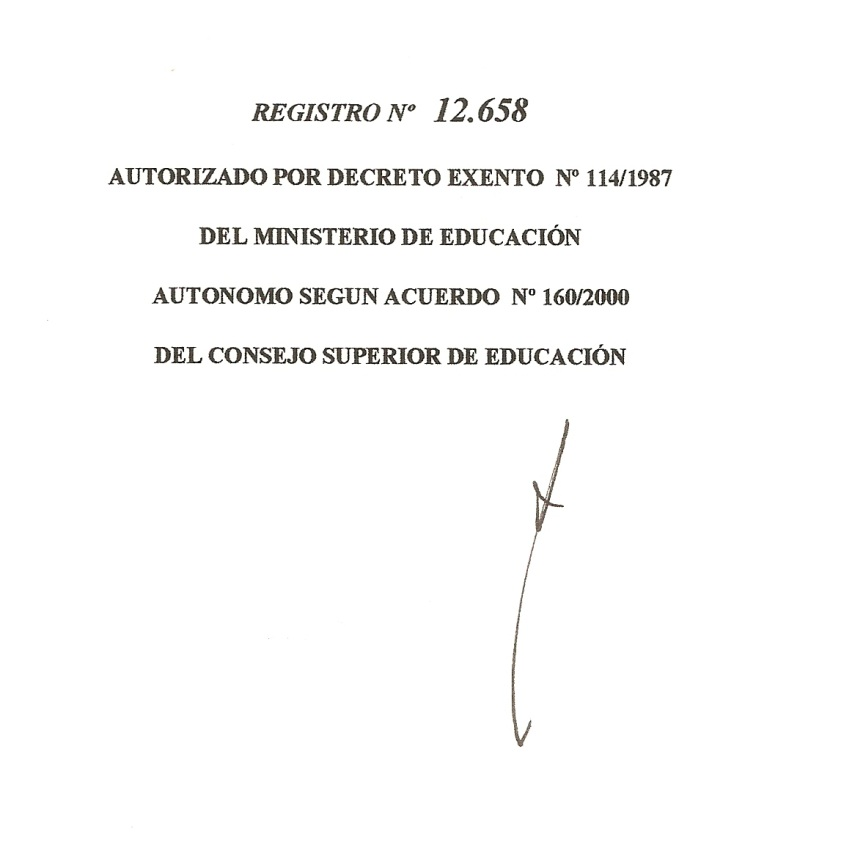 REGISTRO Nº 12.658
AUTORIZADO POR DECRETO EXENTO Nº 114/1987
DEL MINISTERIO DE EDUCACIÓN
AUTONOMO SEGUN ACUERDO Nº 160/2000
DEL CONSEJO SUPERIOR DE EDUCACIÓN